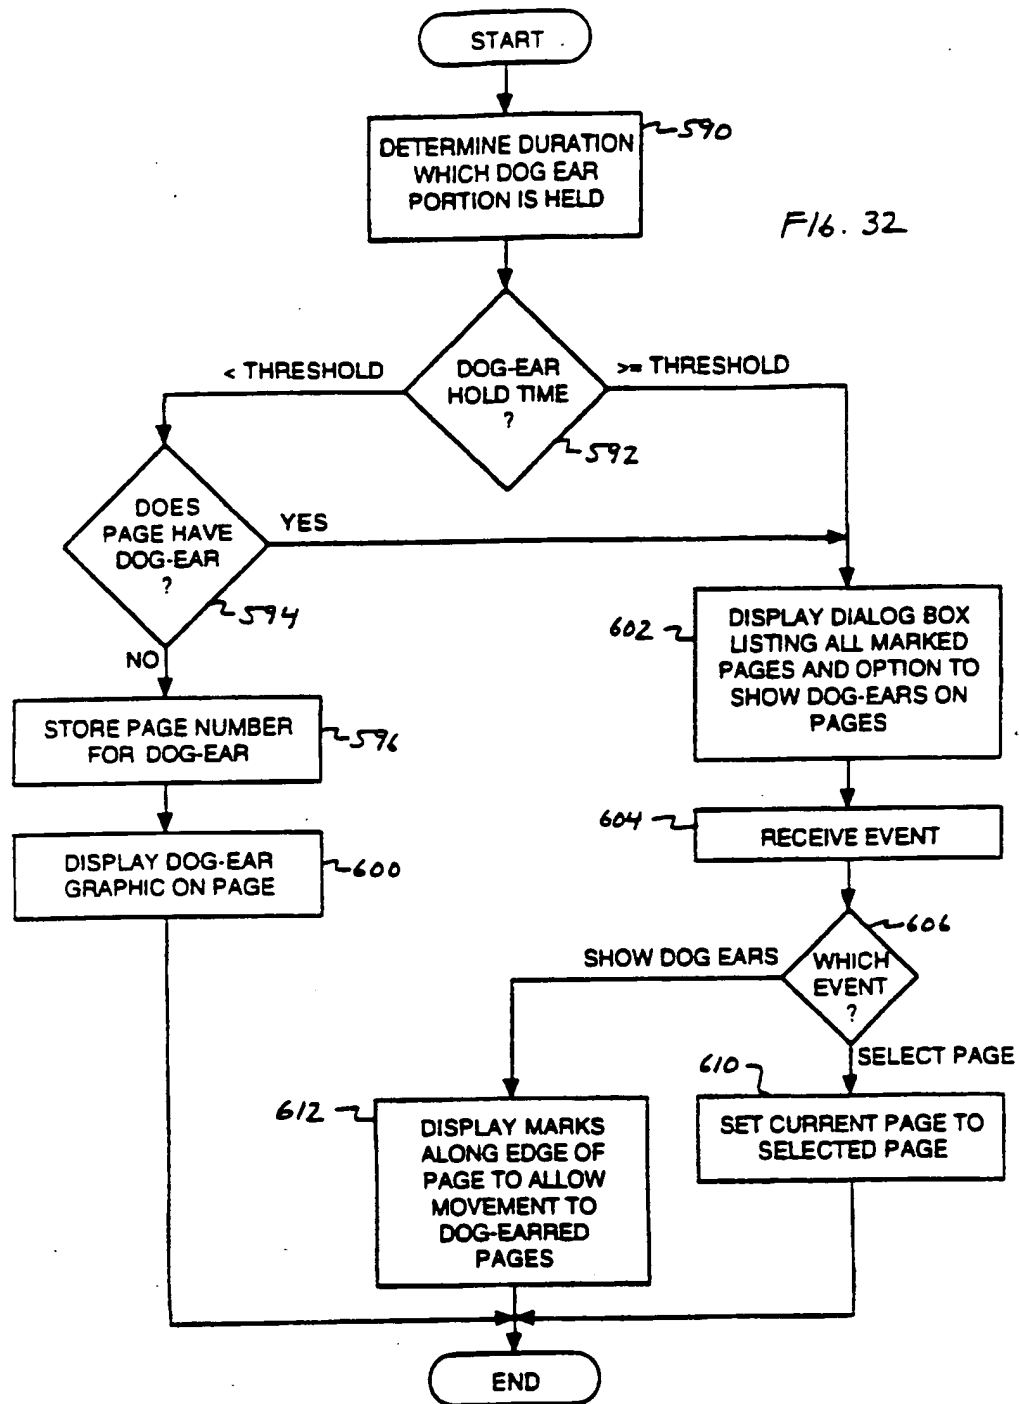 START
DETERMINE DURATION
WHICH DOG EAR
PORTION IS HELD
590
FIG. 32
< THRESHOLD
DOG-EAR
HOLD TIME
?
>= THRESHOLD
592
DOES
PAGE HAVE
DOG-EAR
?
YES
594
NO
602
DISPLAY DIALOG BOX
LISTING ALL MARKED
PAGES AND OPTION TO
SHOW DOG-EARS ON
PAGES
STORE PAGE NUMBER
FOR DOG-EAR
596
604
RECEIVE EVENT
DISPLAY DOG-EAR
GRAPHIC ON PAGE
600
606
SHOW DOG EARS
WHICH
EVENT
?
SELECT PAGE
610
SET CURRENT PAGE TO
SELECTED PAGE
612
DISPLAY MARKS
ALONG EDGE OF
PAGE TO ALLOW
MOVEMENT TO
DOG-EARRED
PAGES
END